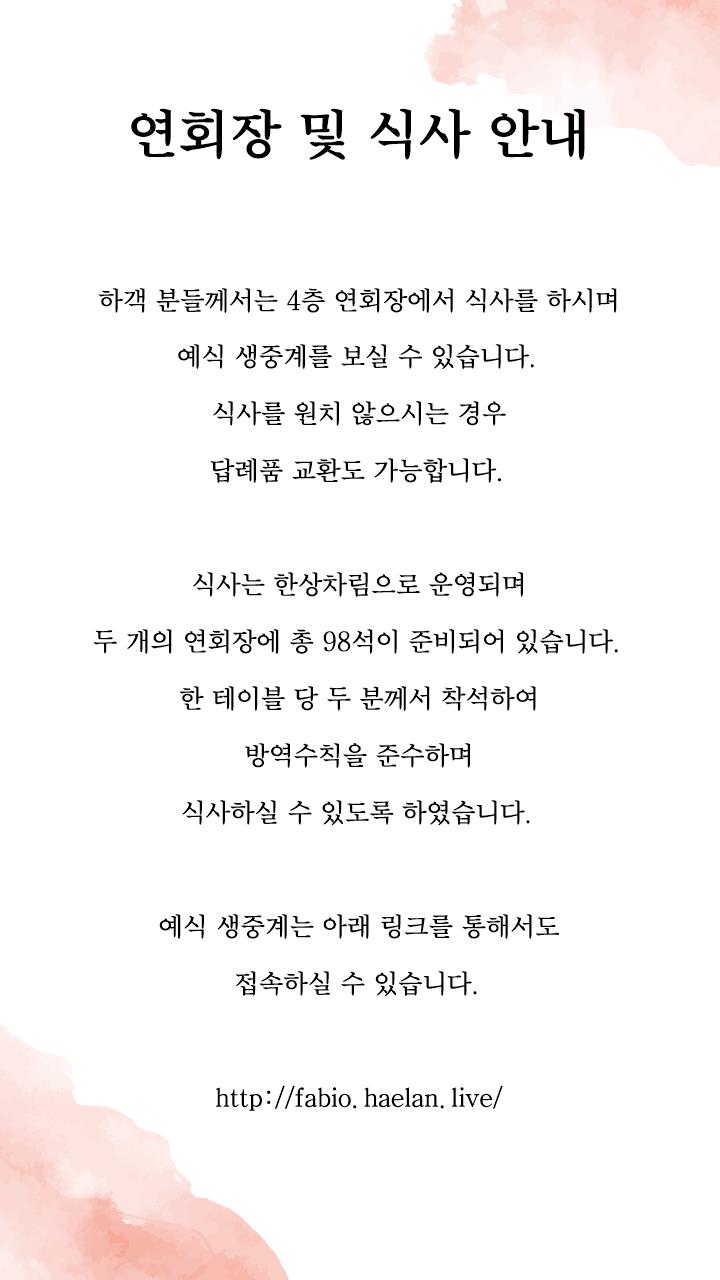 연회장 및 식사 안내
하객 분들께서는 4층 연회장에서 식사를 하시며
예식 생중계를 보실 수 있습니다.
식사를 원치 않으시는 경우
답례품 교환도 가능합니다.
식사는 한상차림으로 운영되며
두 개의 연회장에 총 98석이 준비되어 있습니다.
한 테이블 당 두 분께서 착석하여
방역수칙을 준수하며
식사하실 수 있도록 하였습니다.
예식 생중계는 아래 링크를 통해서도
접속하실 수 있습니다.
http://fabio.haelan.live/